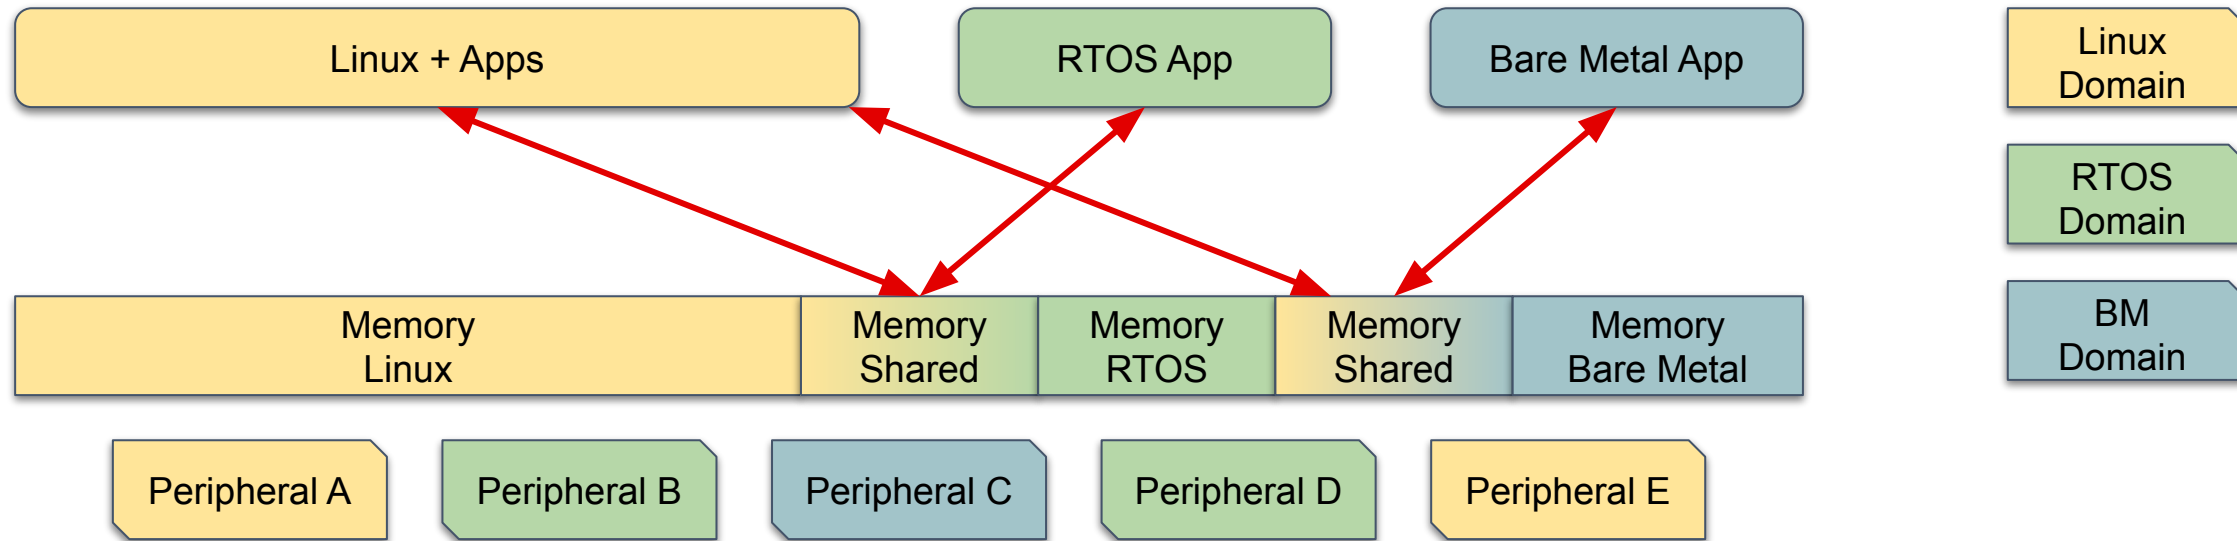 Linux + Apps
RTOS App
Bare Metal App
Linux
Domain
RTOS
Domain
BM
Domain
Memory
Linux
Memory
Shared
Memory
RTOS
Memory
Shared
Memory
Bare Metal
Peripheral A
Peripheral B
Peripheral C
Peripheral D
Peripheral E